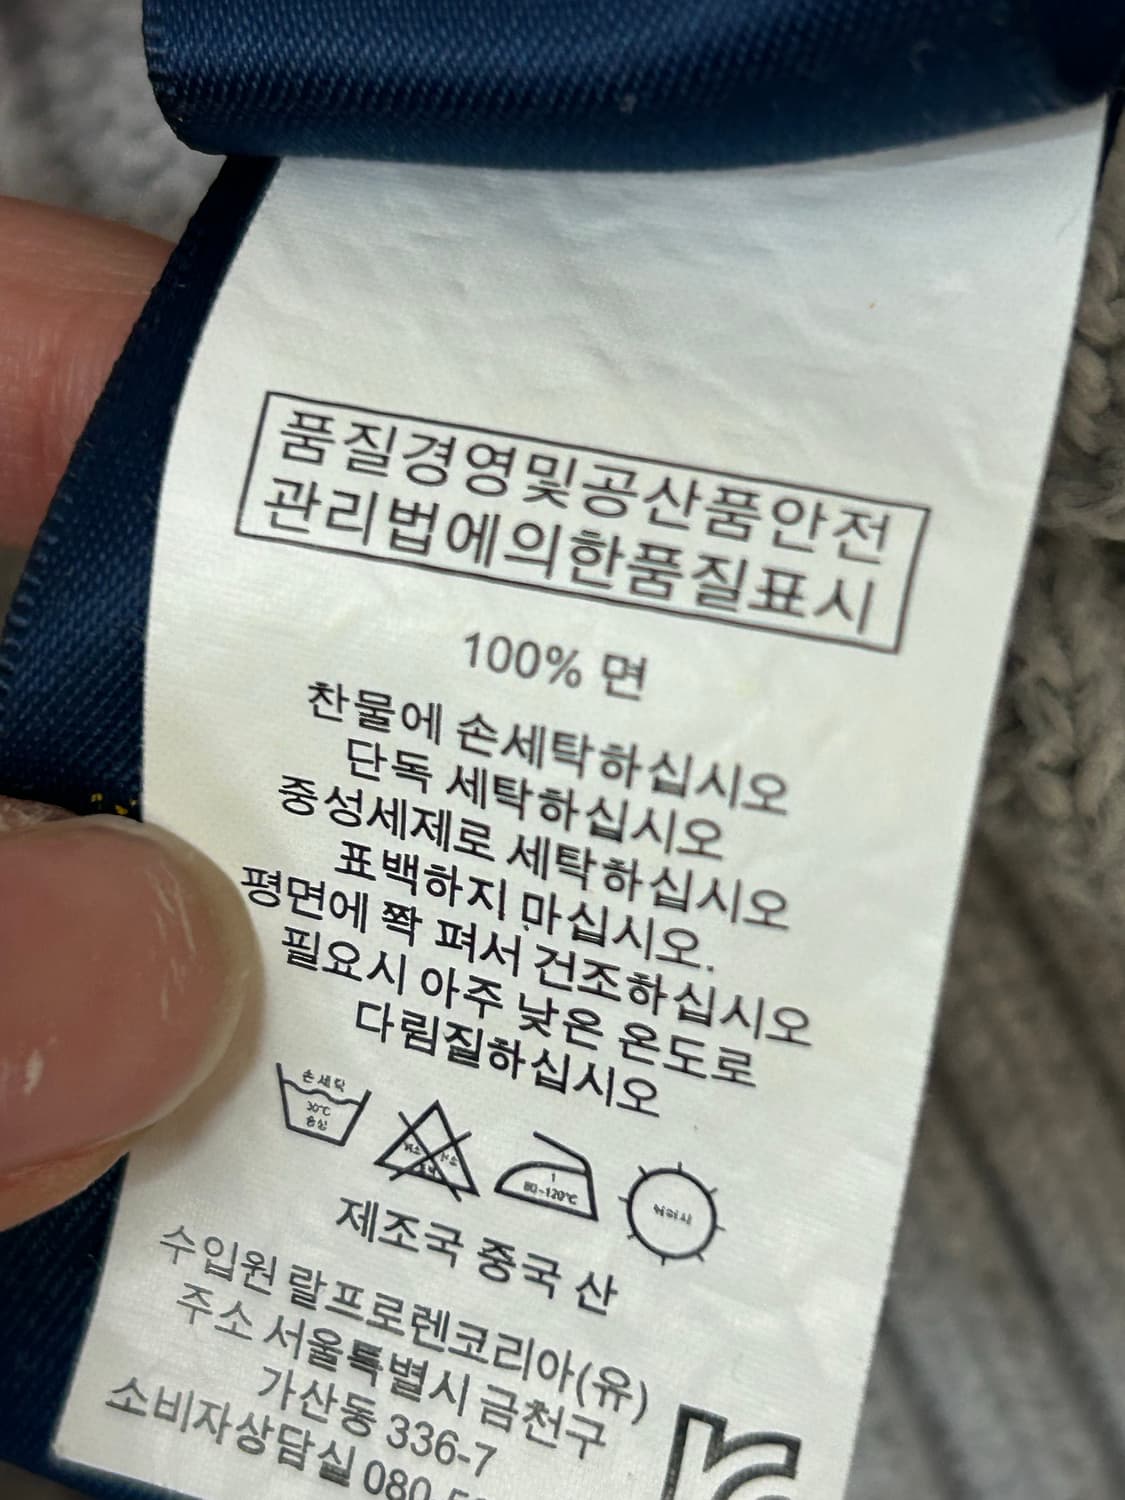 품질경영및공산품안전
관리법에의한품질표시
100% 면
찬물에 손세탁하십시오
단독 세탁하십시오
중성세제로 세탁하십시오
표백하지 마십시오.
평면에 쫙 펴서 건조하십시오
필요시 아주 낮은 온도로
다림질하십시오
손세탁
30℃
중성
1
80~120℃
제조국 중국 산
수입원 랄프로렌코리아(유)
주소 서울특별시 금천구
가산동 336-7
소비자상담실 080